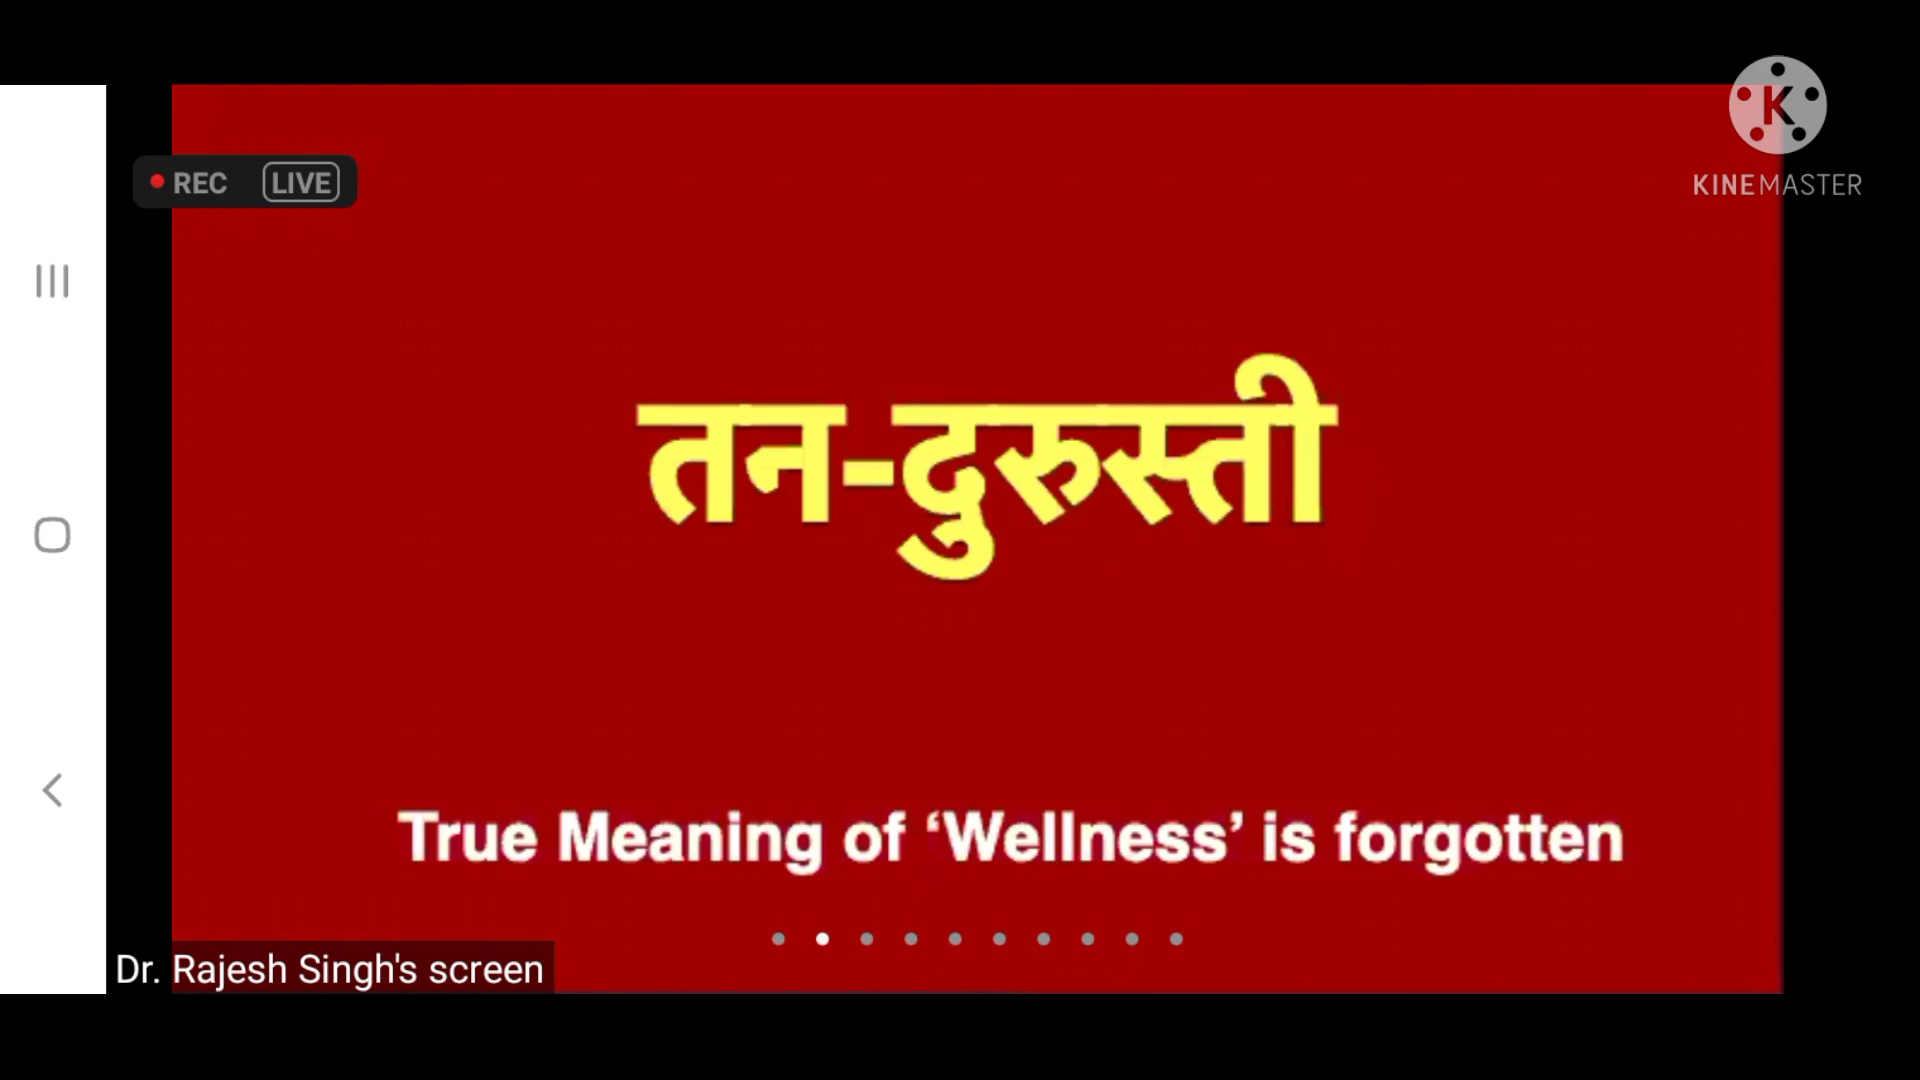 K
KINEMASTER
REC LIVE
तन-दुरुस्ती
True Meaning of ‘Wellness’ is forgotten
Dr. Rajesh Singh's screen